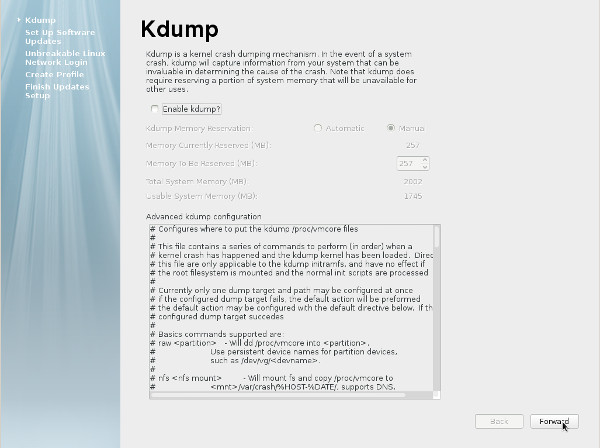 Kdump
Set Up Software
Updates
Unbreakable Linux
Network Login
Create Profile
Finish Updates
Setup
Kdump
Kdump is a kernel crash dumping mechanism. In the event of a system
crash, kdump will capture information from your system that can be
invaluable in determining the cause of the crash. Note that kdump does
require reserving a portion of system memory that will be unavailable for
other uses.
Enable kdump?
Kdump Memory Reservation: Automatic Manual
Memory Currently Reserved (MB): 257
Memory To Be Reserved (MB): 257
Total System Memory (MB): 2002
Usable System Memory (MB): 1745
Advanced kdump configuration
# Configures where to put the kdump /proc/vmcore files
#
# This file contains a series of commands to perform (in order) when a
# kernel crash has happened and the kdump kernel has been loaded. Direc
# this file are only applicable to the kdump initramfs, and have no effect if
# the root filesystem is mounted and the normal init scripts are processed
#
# Currently only one dump target and path may be configured at once
# if the configured dump target fails, the default action will be preformed
# the default action may be configured with the default directive below. If th
# configured dump target succedes
#
# Basics commands supported are:
# raw <partition> - Will dd /proc/vmcore into <partition>.
# Use persistent device names for partition devices,
# such as /dev/vg/<devname>.
#
# nfs <nfs mount> - Will mount fs and copy /proc/vmcore to
# <mnt>/var/crash/%HOST-%DATE/, supports DNS.
Back Forward